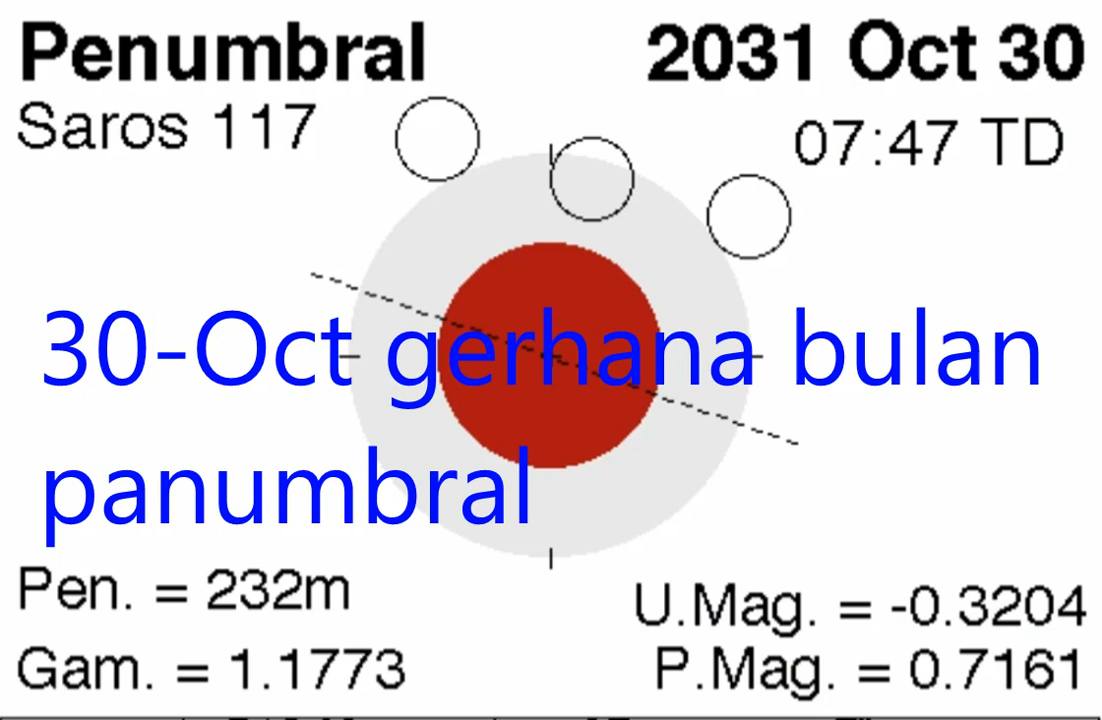 Penumbral 2031 Oct 30
Saros 117 07:47 TD
30-Oct gerhana bulan
panumbral
Pen. = 232m U.Mag. = -0.3204
Gam. = 1.1773 P.Mag. = 0.7161